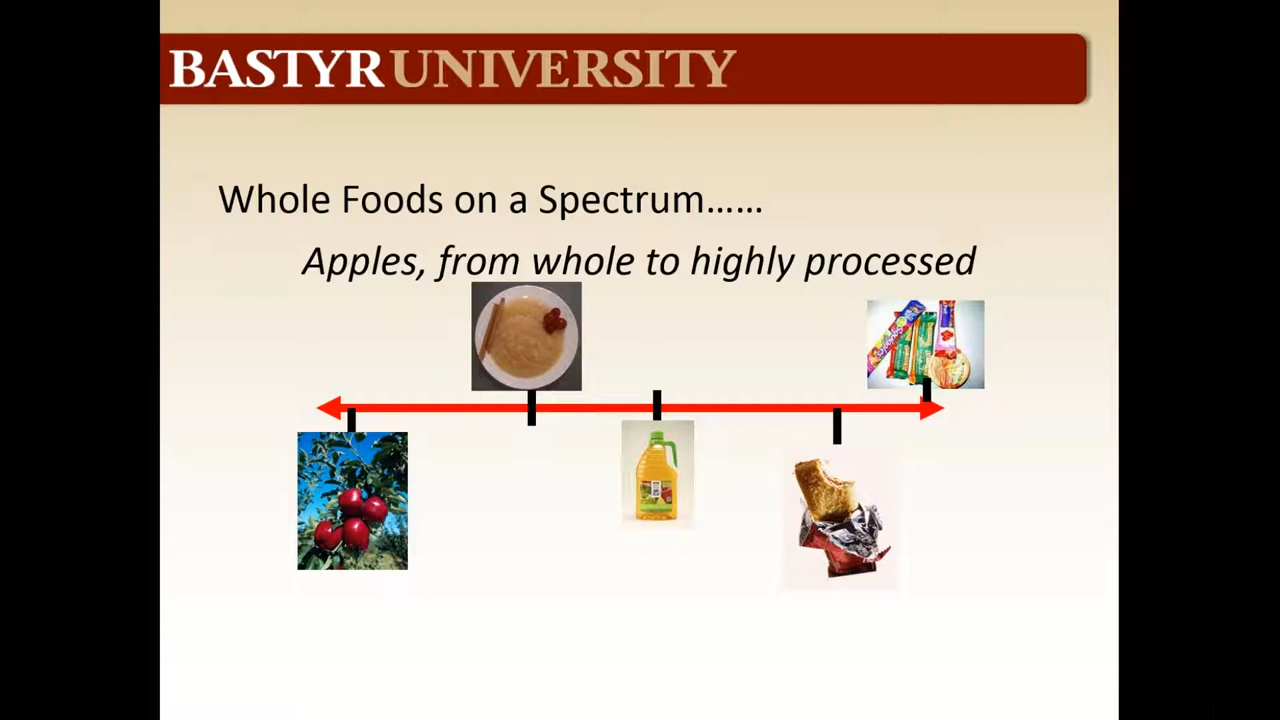 BASTYR UNIVERSITY
Whole Foods on a Spectrum……
Apples, from whole to highly processed